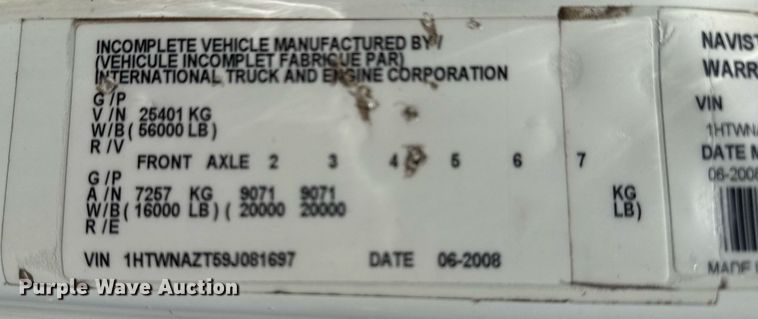 INCOMPLETE VEHICLE MANUFACTURED BY/
(VEHICULE INCOMPLET FABRIQUE PAR)
INTERNATIONAL TRUCK AND ENGINE CORPORATION
G/P
V/N 25401 KG
W/B (56000 LB)
R/V
FRONT AXLE 2 3 4 5 6 7
G/P
A/N 7257 KG 9071 9071 KG
W/B (16000 LB) (20000 20000 LB)
R/E
VIN 1HTWNAZT59J081697 DATE 06-2008
NAVIST
WARR
VIN
1HTWN
DATE M
06-2008
MADE
Purple Wave Auction